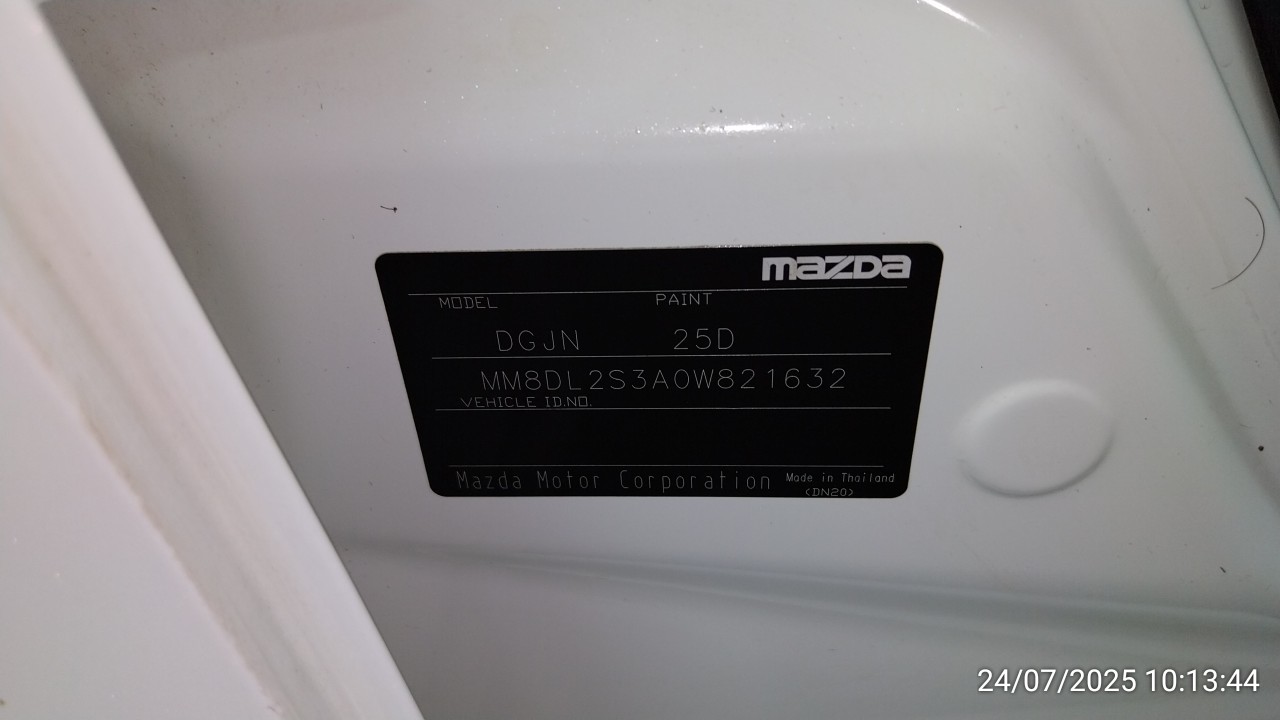 mazda
MODEL PAINT
DGJN 25D
MM8DL2S3A0W821632
VEHICLE ID.NO.
Mazda Motor Corporation Made in Thailand
(DN20)
24/07/2025 10:13:44